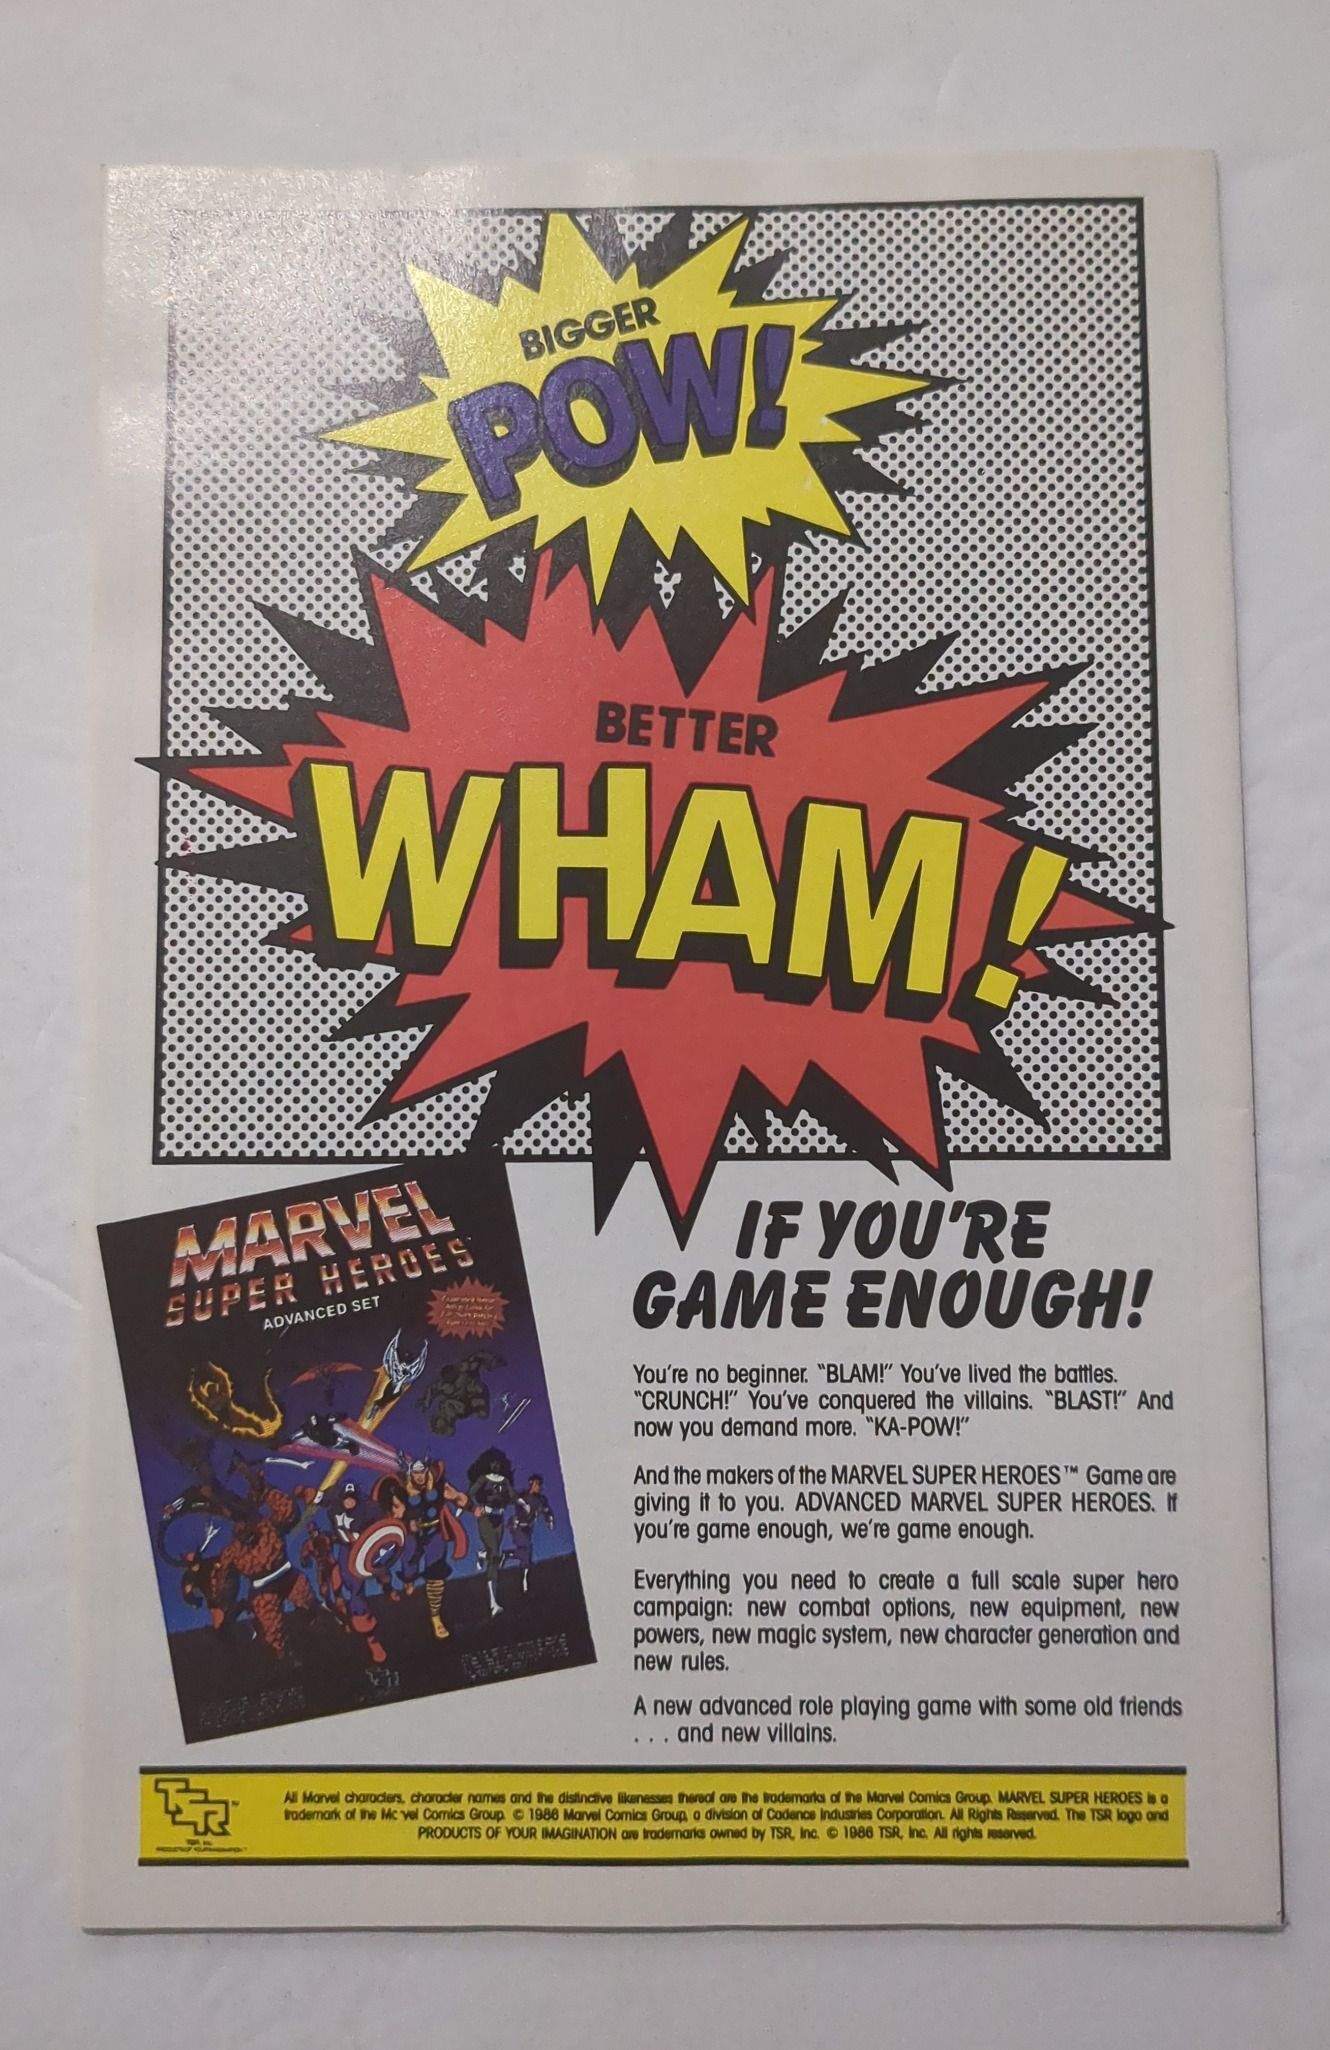 BIGGER
POW!
BETTER
WHAM!
MARVEL
SUPER HEROES
ADVANCED SET
IF YOU'RE
GAME ENOUGH!
You're no beginner. "BLAM!" You've lived the battles.
"CRUNCH!" You've conquered the villains. "BLAST!" And
now you demand more. "KA-POW!"
And the makers of the MARVEL SUPER HEROES™ Game are
giving it to you. ADVANCED MARVEL SUPER HEROES. If
you're game enough, we're game enough.
Everything you need to create a full scale super hero
campaign: new combat options, new equipment, new
powers, new magic system, new character generation and
new rules.
A new advanced role playing game with some old friends
. . . and new villains.
TSR™
TSR, Inc.
All Marvel characters, character names and the distinctive likenesses thereof are the trademarks of the Marvel Comics Group. MARVEL SUPER HEROES is a
trademark of the Mc vel Comics Group. © 1986 Marvel Comics Group, a division of Cadence Industries Corporation. All Rights Reserved. The TSR logo and
PRODUCTS OF YOUR IMAGINATION are trademarks owned by TSR, Inc. © 1986 TSR, Inc. All rights reserved.